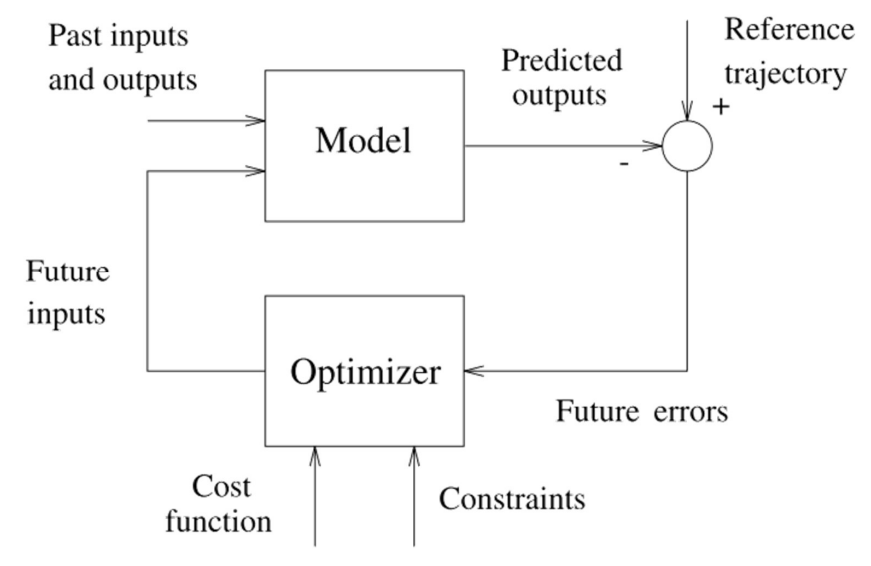 Past inputs
and outputs
Model
Predicted
outputs
Reference
trajectory
+
-
Future
inputs
Optimizer
Future errors
Cost
function
Constraints